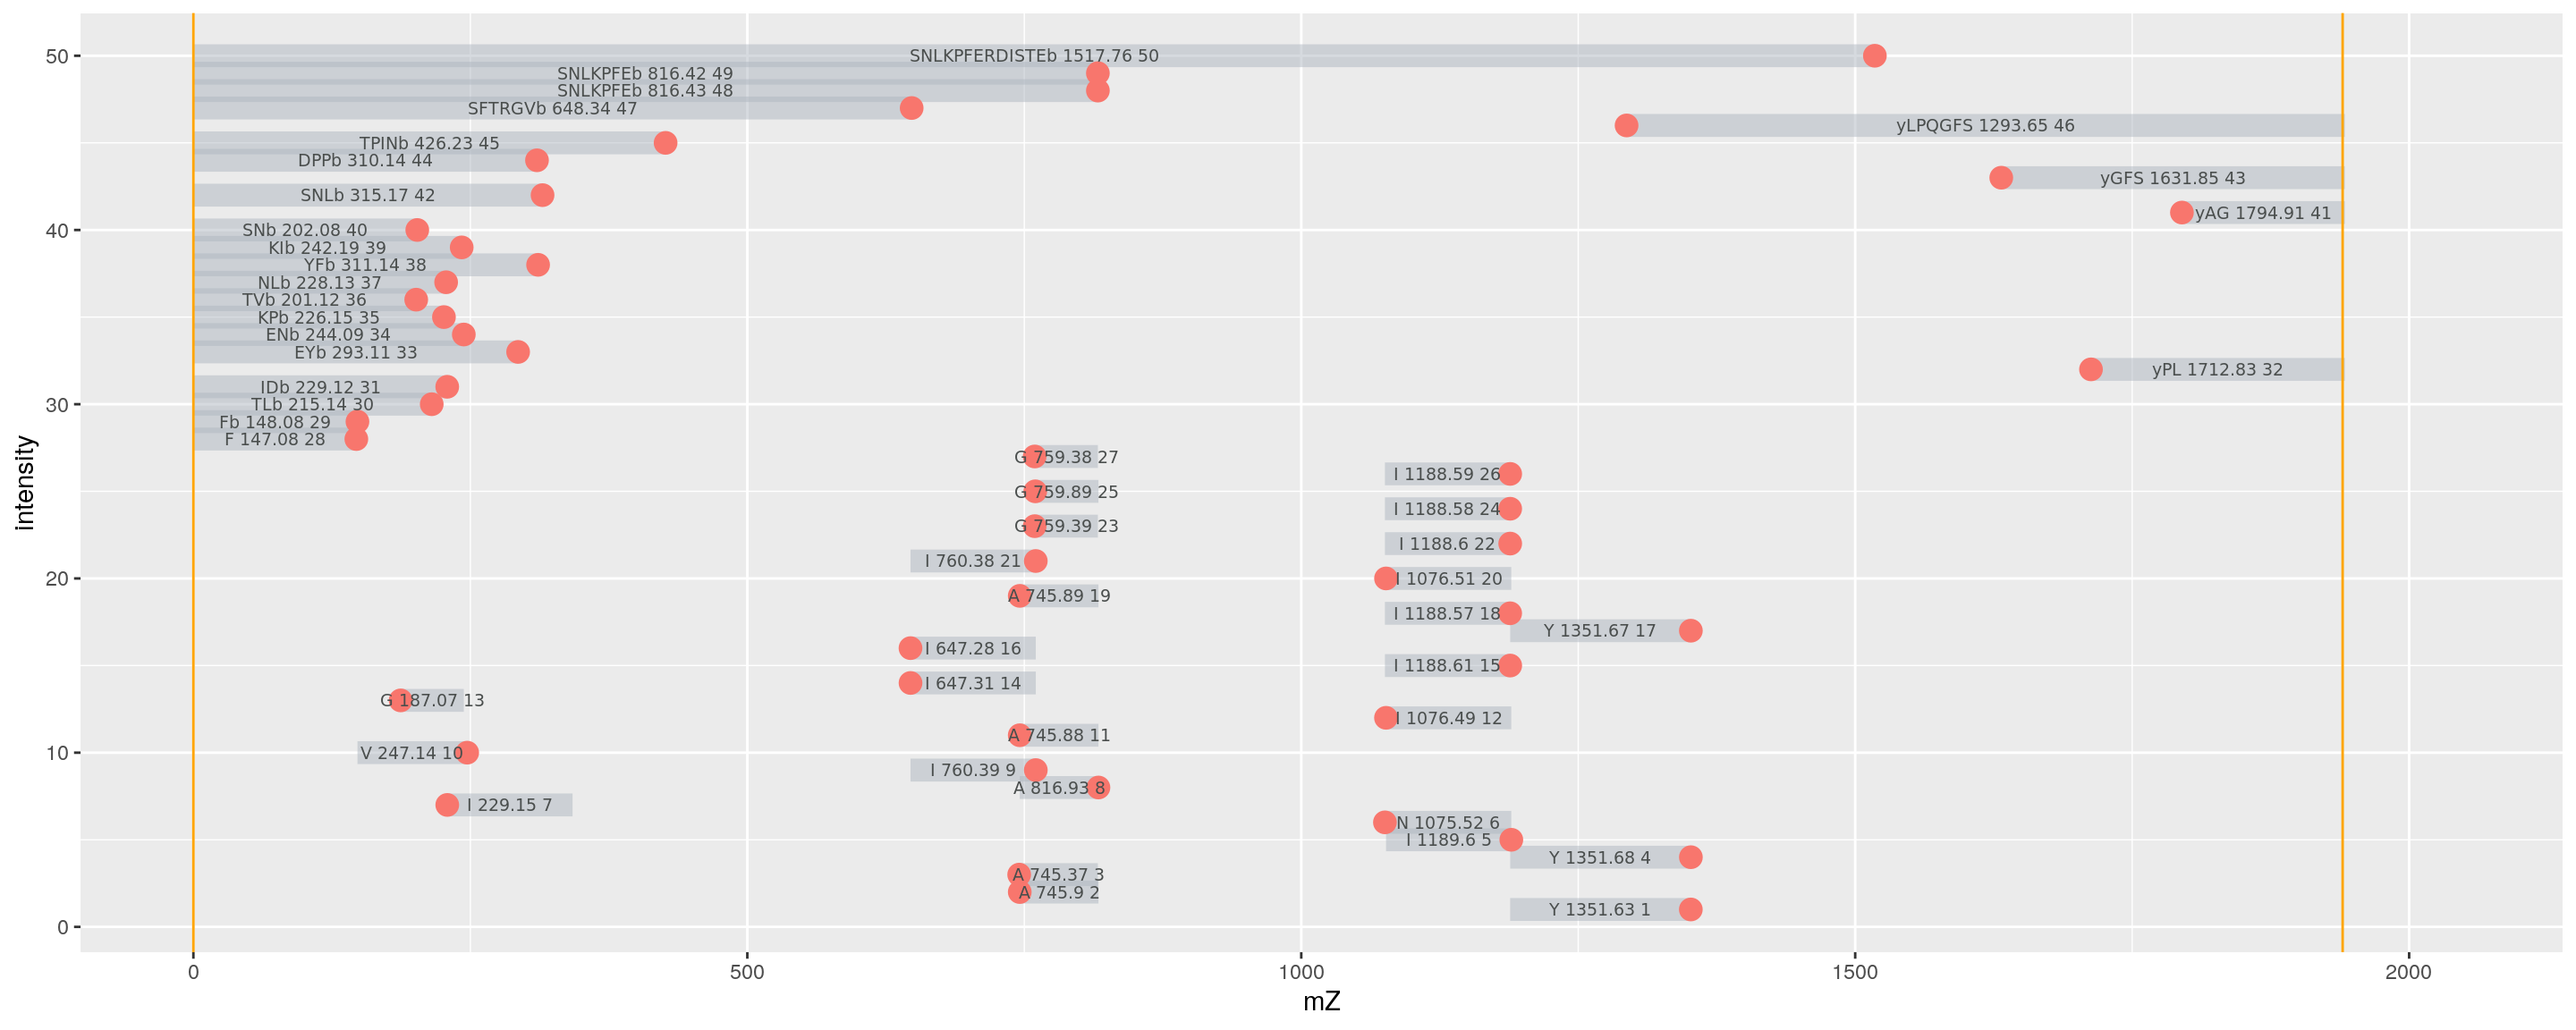 50
SNLKPFERDISTEb 1517.76 50
SNLKPFEb 816.42 49
SNLKPFEb 816.43 48
SFTRGVb 648.34 47
yLPQGFS 1293.65 46
TPINb 426.23 45
DPPb 310.14 44
yGFS 1631.85 43
SNLb 315.17 42
yAG 1794.91 41
40
SNb 202.08 40
KIb 242.19 39
YFb 311.14 38
NLb 228.13 37
TVb 201.12 36
KPb 226.15 35
ENb 244.09 34
EYb 293.11 33
yPL 1712.83 32
IDb 229.12 31
30
TLb 215.14 30
Fb 148.08 29
F 147.08 28
G 759.38 27
I 1188.59 26
G 759.89 25
I 1188.58 24
G 759.39 23
I 1188.6 22
I 760.38 21
20
I 1076.51 20
A 745.89 19
I 1188.57 18
Y 1351.67 17
I 647.28 16
I 1188.61 15
I 647.31 14
G 187.07 13
I 1076.49 12
A 745.88 11
10
V 247.14 10
I 760.39 9
A 816.93 8
I 229.15 7
N 1075.52 6
I 1189.6 5
Y 1351.68 4
A 745.37 3
A 745.9 2
Y 1351.63 1
0
intensity
0 500 1000 1500 2000
mZ